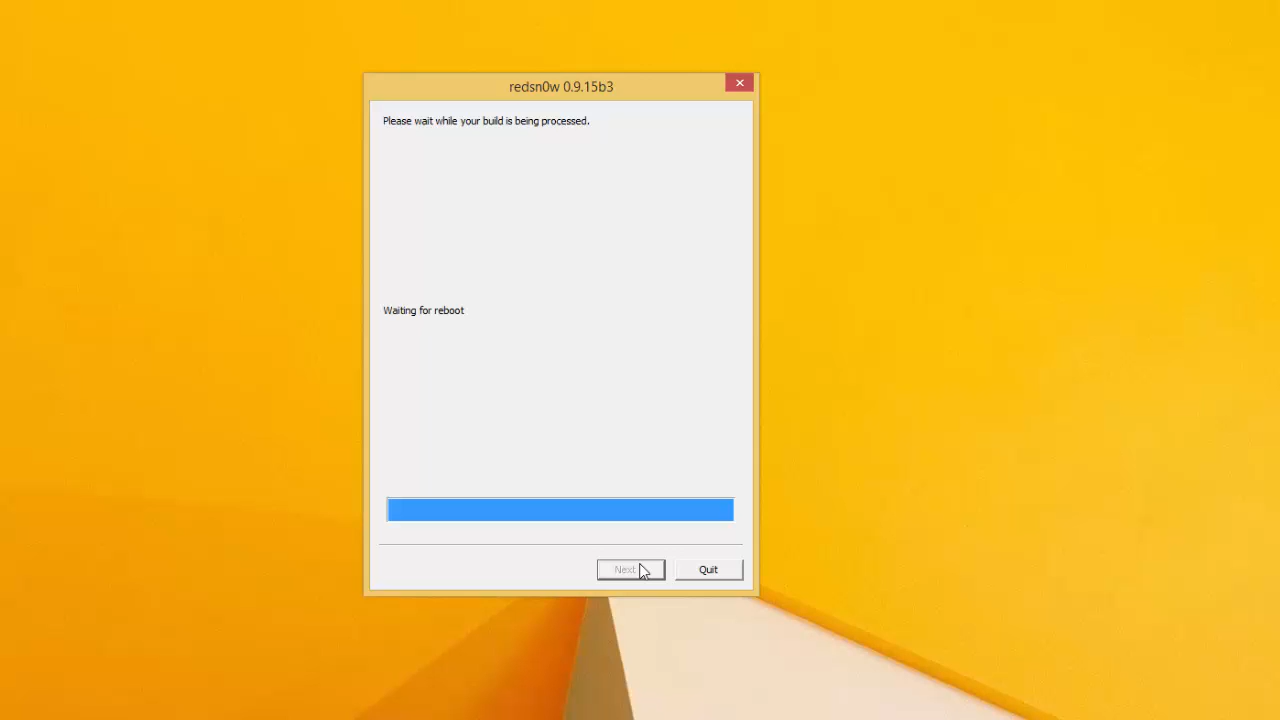 redsn0w 0.9.15b3
Please wait while your build is being processed.
Waiting for reboot
Next
Quit